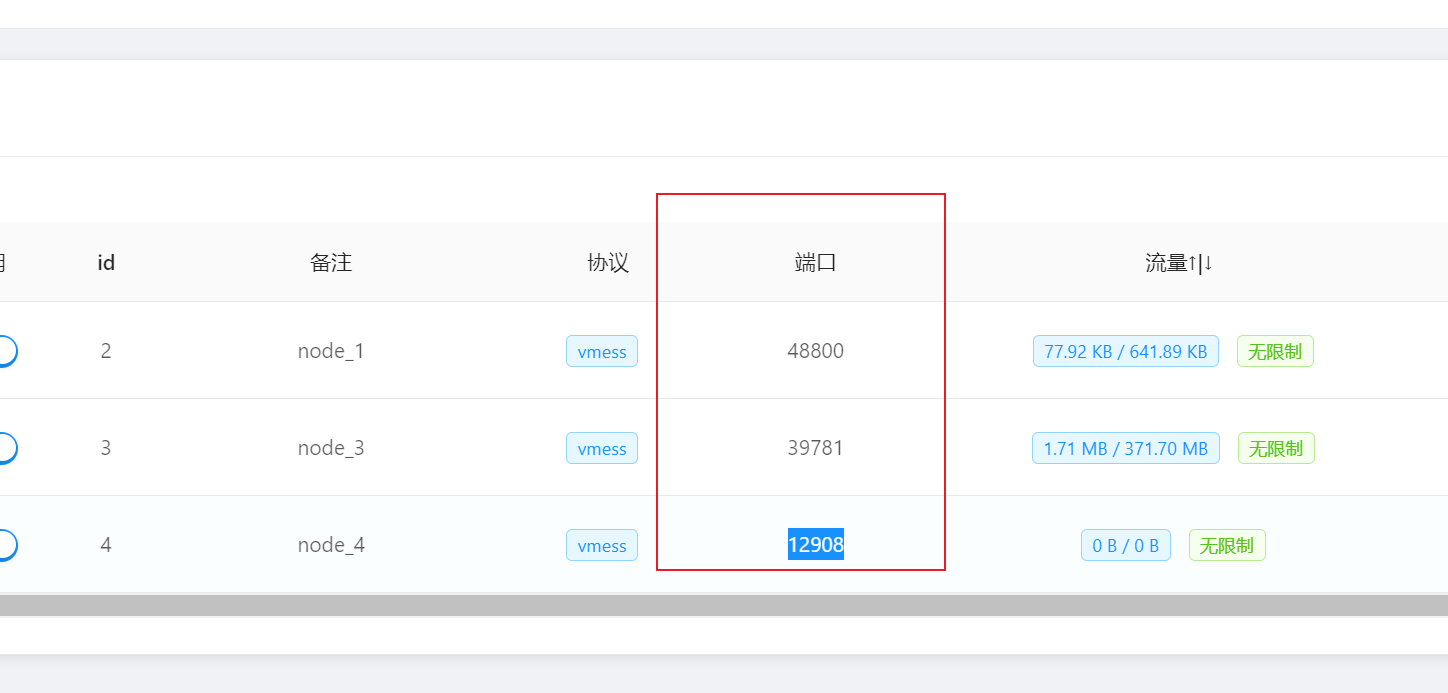 id 备注 协议 端口 流量↑|↓
2 node_1 vmess 48800 77.92 KB / 641.89 KB 无限制
3 node_3 vmess 39781 1.71 MB / 371.70 MB 无限制
4 node_4 vmess 12908 0 B / 0 B 无限制